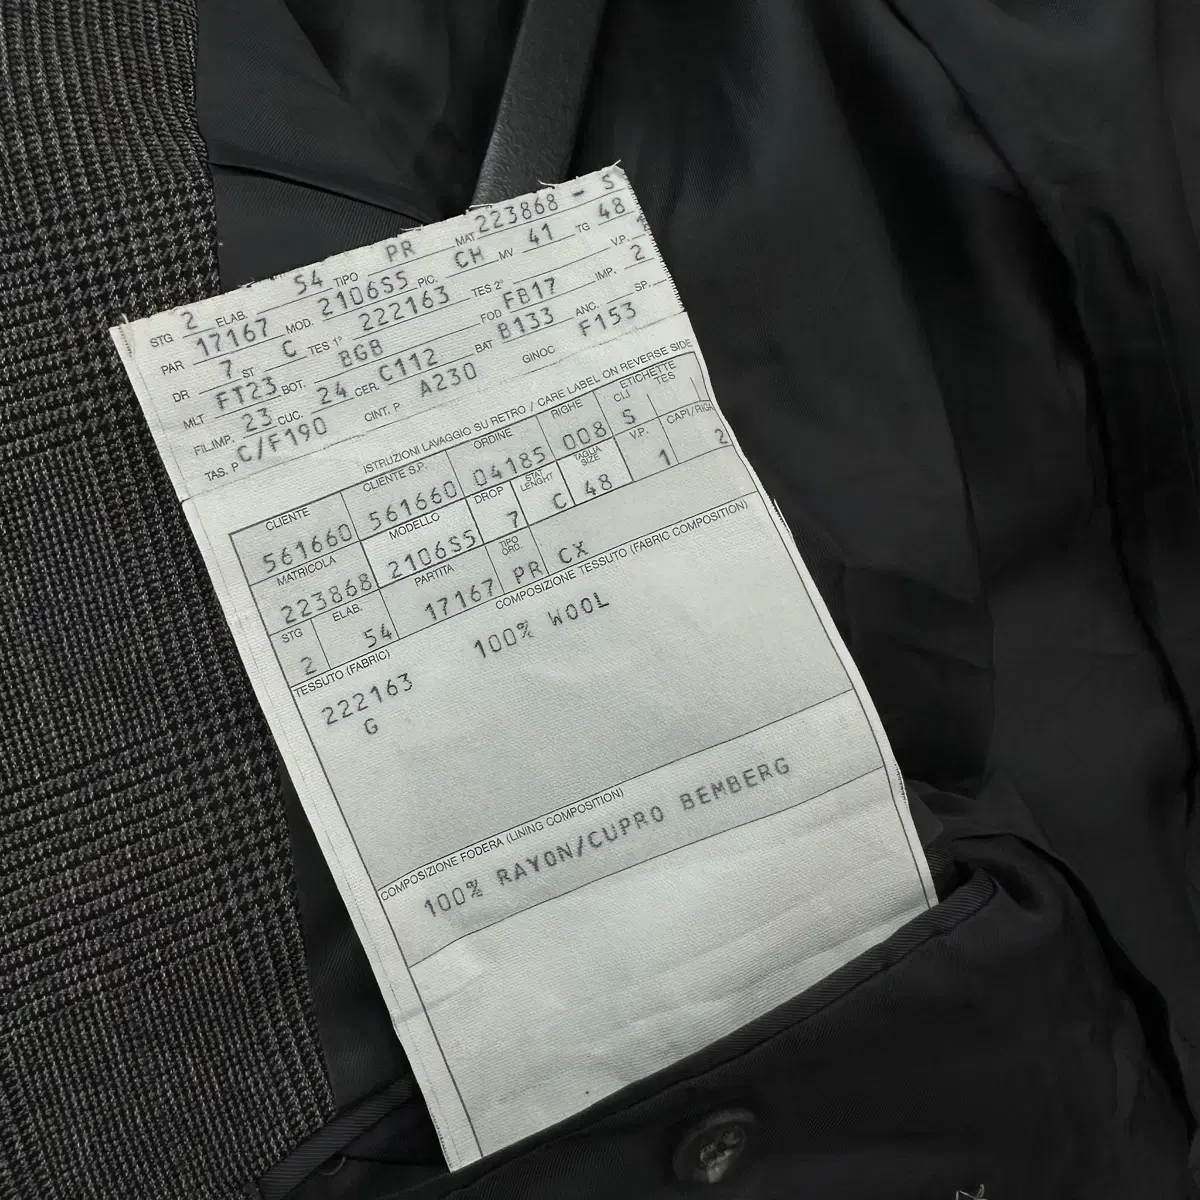 STG 2 ELAB. 54 TIPO PR MAT 223868 - S
PAR 17167 MOD. 2106S5 PIC. CH MV 41 TG 48
DR 7 ST C TES 1° 222163 TES 2° V.P. 1
MLT FT23 BOT. BGB FOD FB17 IMP. 2
FIL.IMP. 23 CUC. 24 CER. C112 BAT B133 ANC. SP.
TAS. P C/F190 CINT. P A230 GINOC F153
ISTRUZIONI LAVAGGIO SU RETRO / CARE LABEL ON REVERSE SIDE
CLIENTE CLIENTE S.P. ORDINE RIGHE CLI ETICHETTE TES
561660 561660 04185 008 S
MATRICOLA MODELLO DROP STAT LENGHT TAGLIA SIZE V.P. CAPI/RIGA
223868 2106S5 7 C 48 1 2
STG ELAB. PARTITA TIPO ORD.
2 54 17167 PR CX
TESSUTO (FABRIC) COMPOSIZIONE TESSUTO (FABRIC COMPOSITION)
222163 100% WOOL
G
COMPOSIZIONE FODERA (LINING COMPOSITION)
100% RAYON/CUPRO BEMBERG